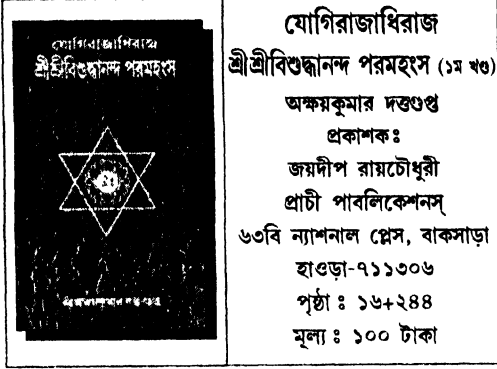 যোগিরাজাধিরাজ
শ্রীশ্রীবিশুদ্ধানন্দ পরমহংস
যোগিরাজাধিরাজ
শ্রীশ্রীবিশুদ্ধানন্দ পরমহংস (১ম খণ্ড)
অক্ষয়কুমার দত্তগুপ্ত
প্রকাশক ঃ
জয়দীপ রায়চৌধুরী
প্রাচী পাবলিকেশনস্
৬৩বি ন্যাশনাল প্লেস, বাকসাড়া
হাওড়া-৭১১৩০৬
পৃষ্ঠা ঃ ১৬+২৪৪
মূল্য ঃ ১০০ টাকা